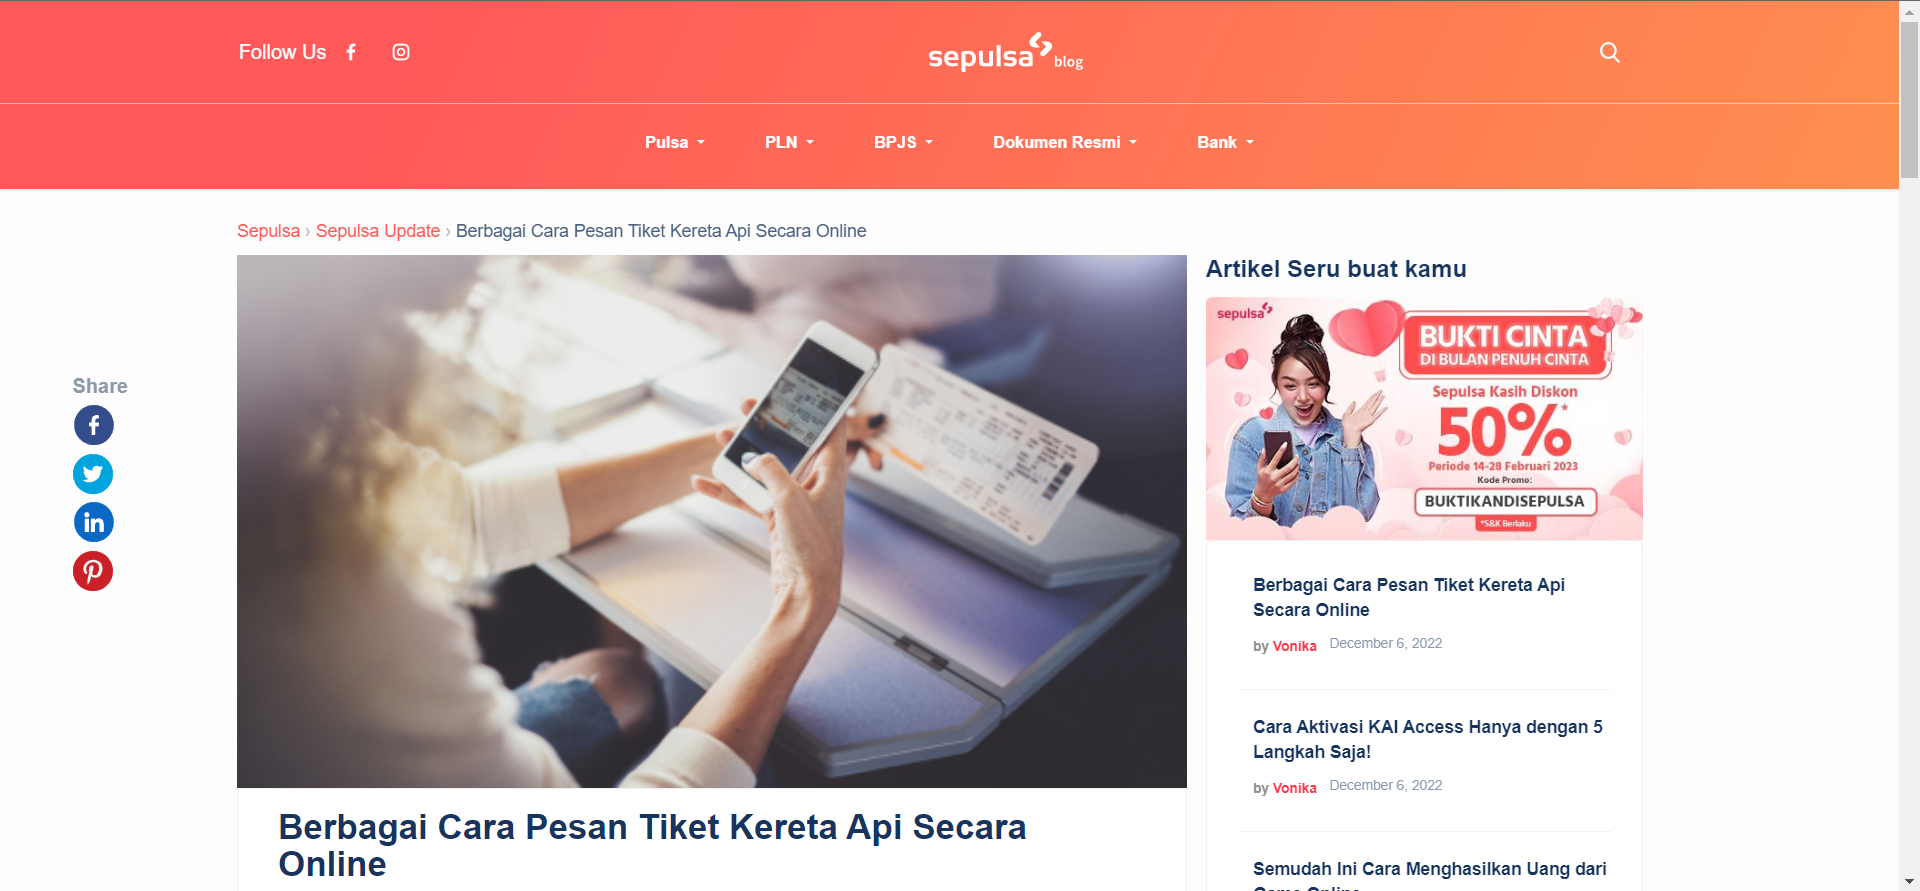 Follow Us
sepulsa blog
Pulsa
PLN
BPJS
Dokumen Resmi
Bank
Sepulsa › Sepulsa Update › Berbagai Cara Pesan Tiket Kereta Api Secara Online
Share
Berbagai Cara Pesan Tiket Kereta Api Secara
Online
Artikel Seru buat kamu
sepulsa
BUKTI CINTA
DI BULAN PENUH CINTA
Sepulsa Kasih Diskon
50%*
Periode 14-28 Februari 2023
Kode Promo:
BUKTIKANDISEPULSA
*S&K Berlaku
Berbagai Cara Pesan Tiket Kereta Api
Secara Online
by Vonika December 6, 2022
Cara Aktivasi KAI Access Hanya dengan 5
Langkah Saja!
by Vonika December 6, 2022
Semudah Ini Cara Menghasilkan Uang dari